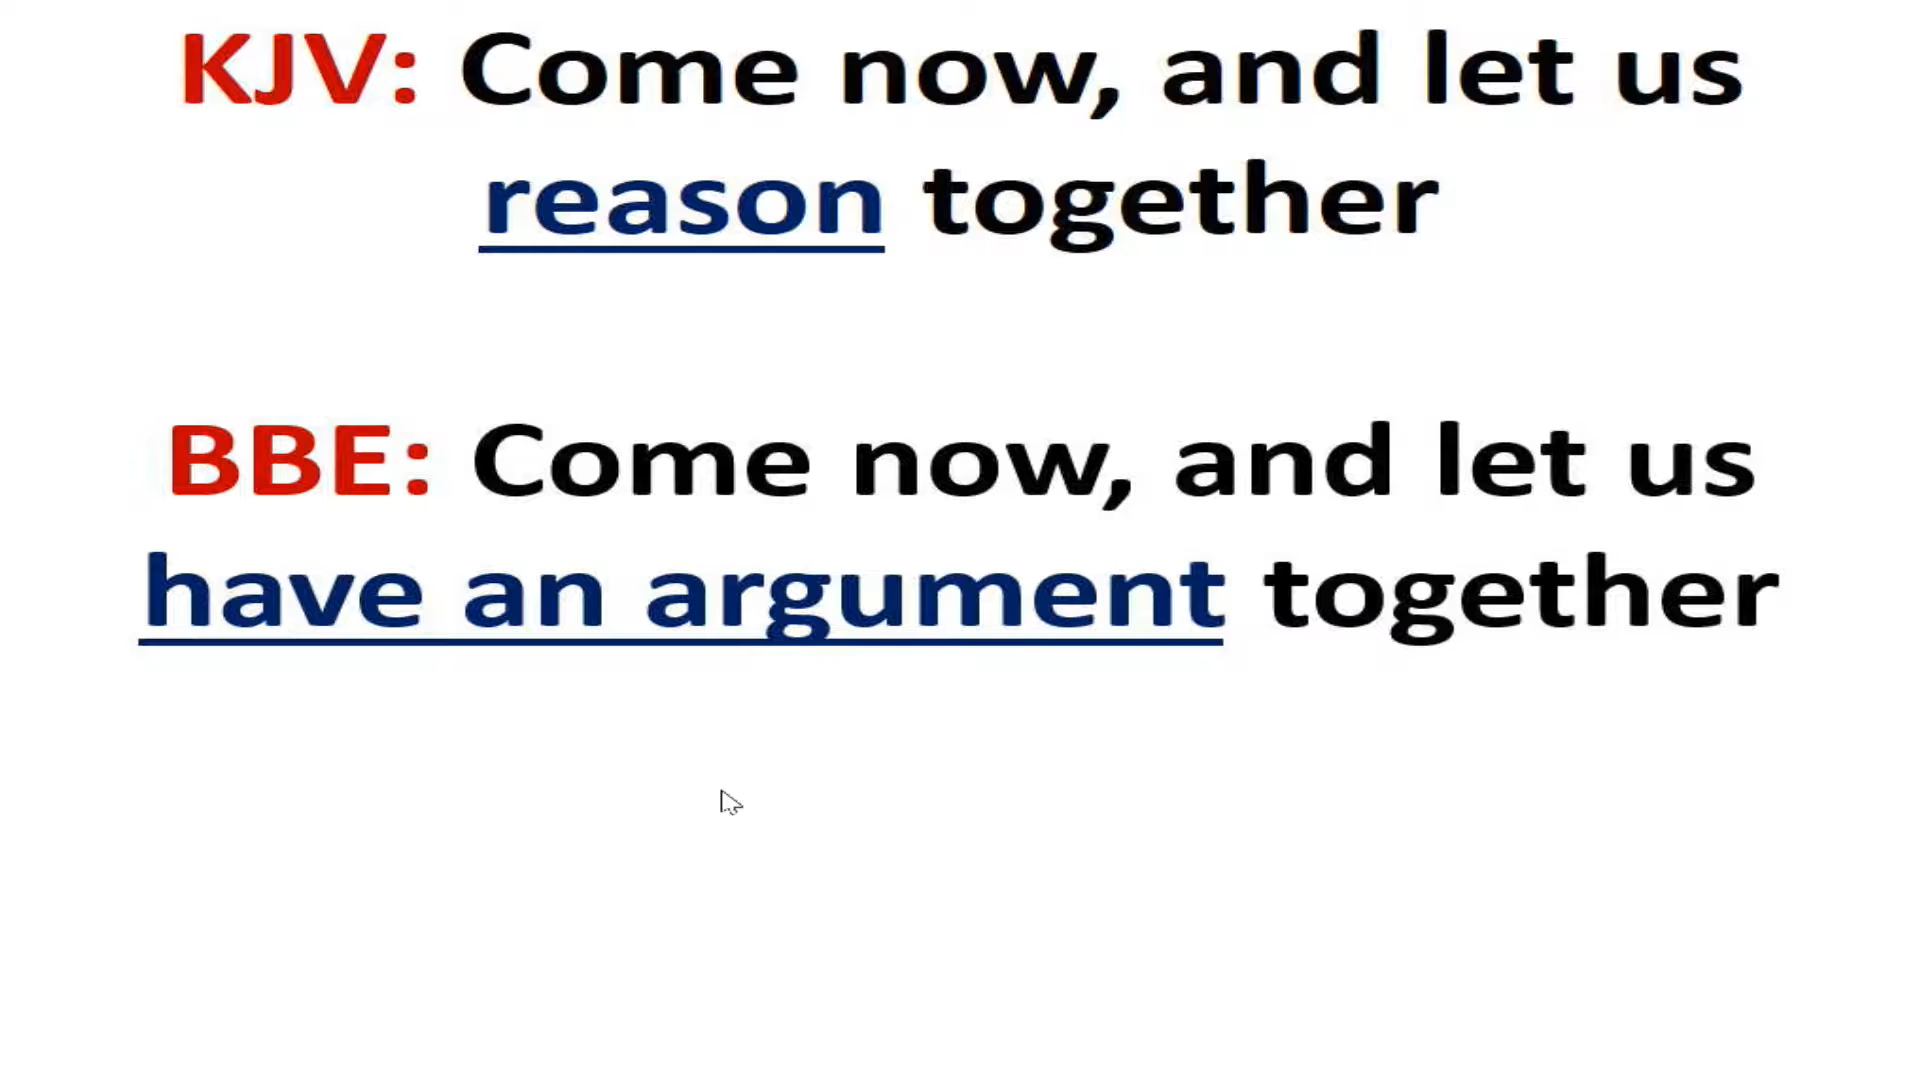 KJV: Come now, and let us
reason together
BBE: Come now, and let us
have an argument together